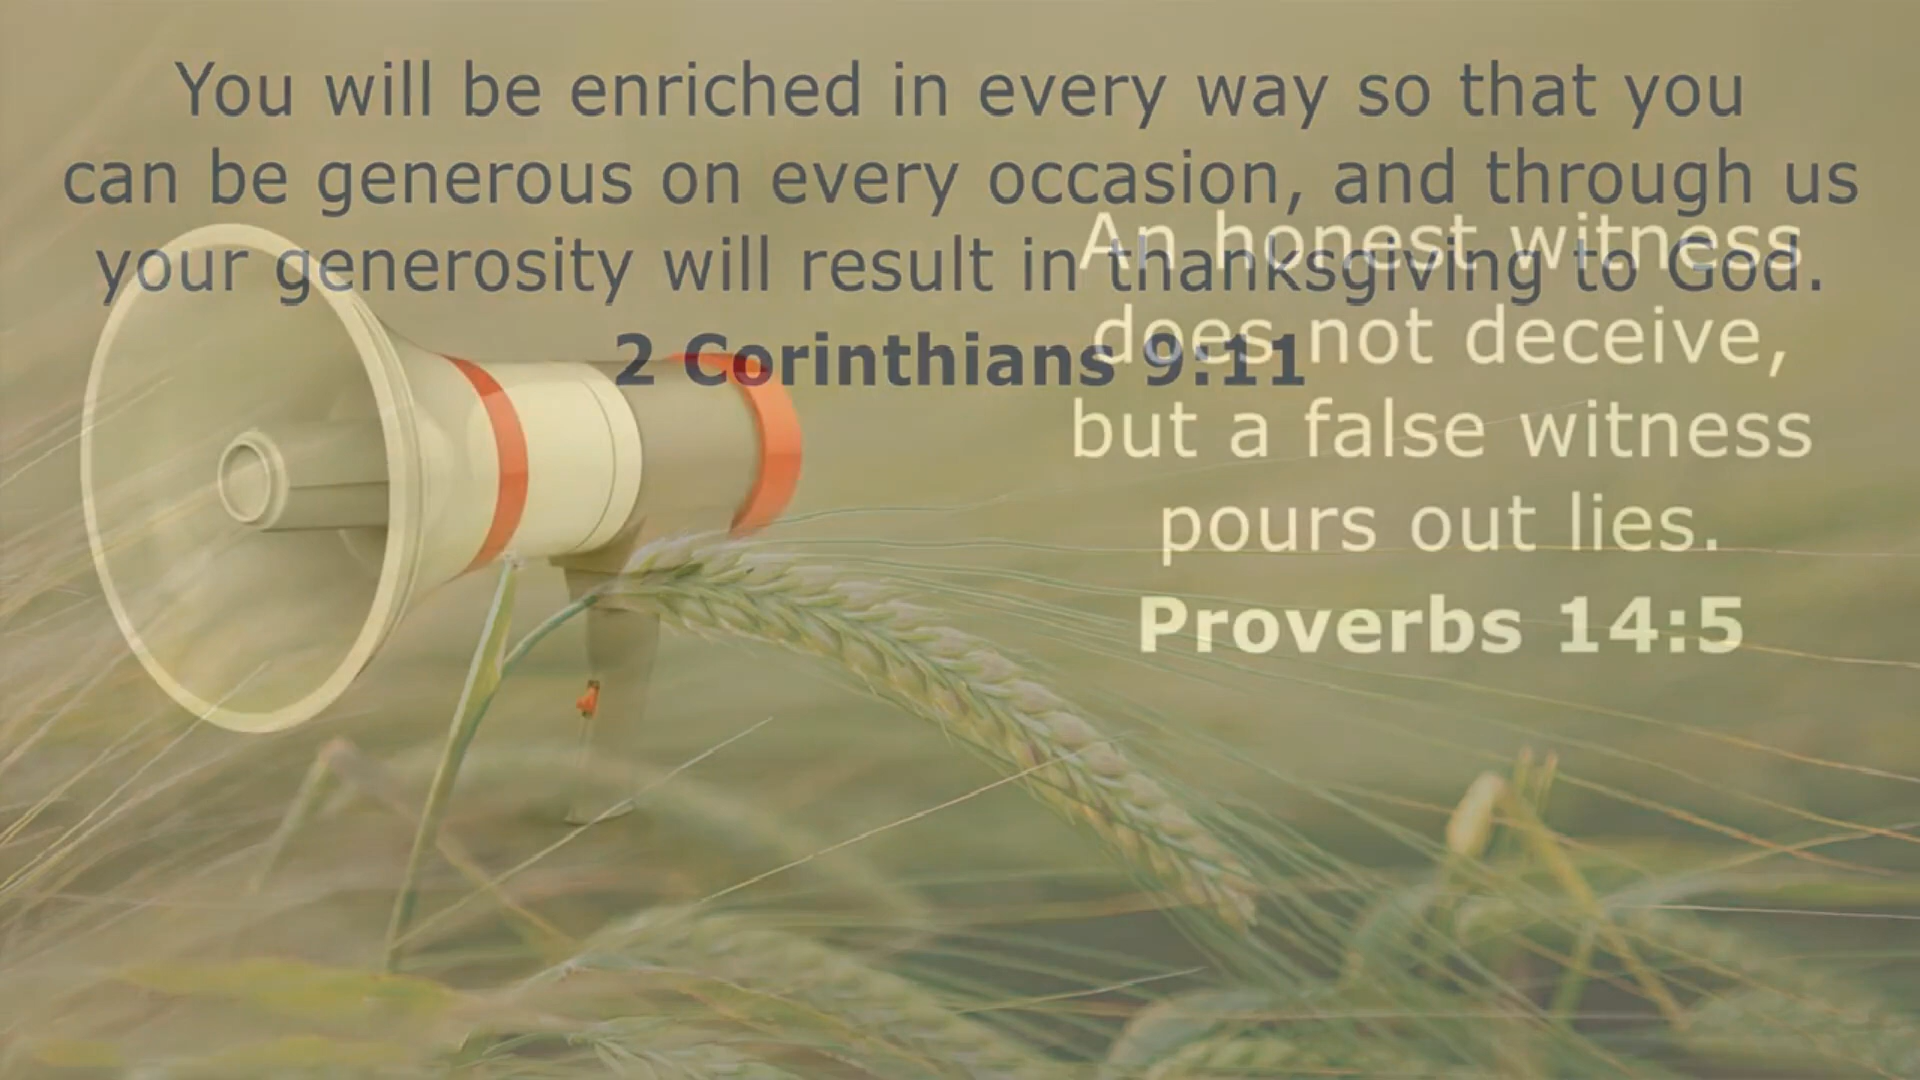 You will be enriched in every way so that you
can be generous on every occasion, and through us
your generosity will result in thanksgiving to God.
2 Corinthians 9:11
An honest witness
does not deceive,
but a false witness
pours out lies.
Proverbs 14:5